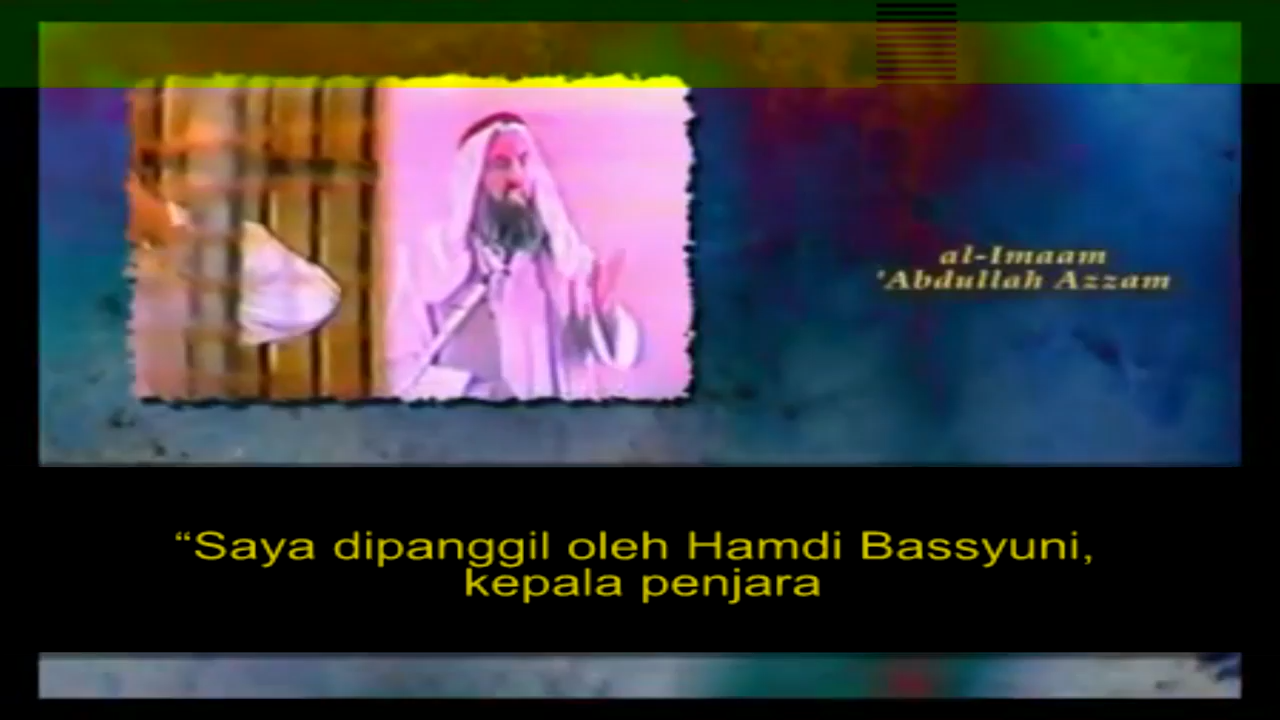 al-Imaam
'Abdullah Azzam
“Saya dipanggil oleh Hamdi Bassyuni,
kepala penjara